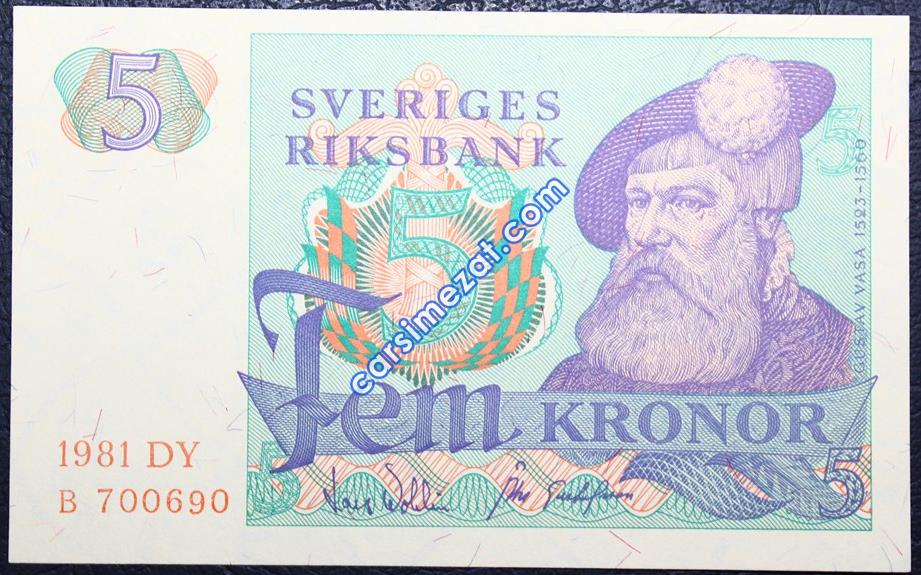 5
SVERIGES
RIKSBANK
5
5
GUSTAV VASA 1523-1560
carsimezat.com
Fem KRONOR
1981 DY
B 700690
5
5